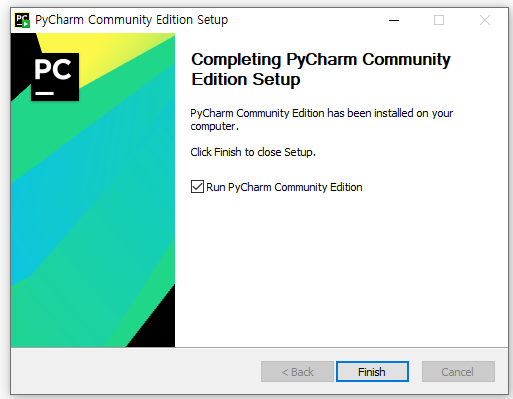 PC PyCharm Community Edition Setup
PC
Completing PyCharm Community
Edition Setup
PyCharm Community Edition has been installed on your
computer.
Click Finish to close Setup.
Run PyCharm Community Edition
< Back
Finish
Cancel